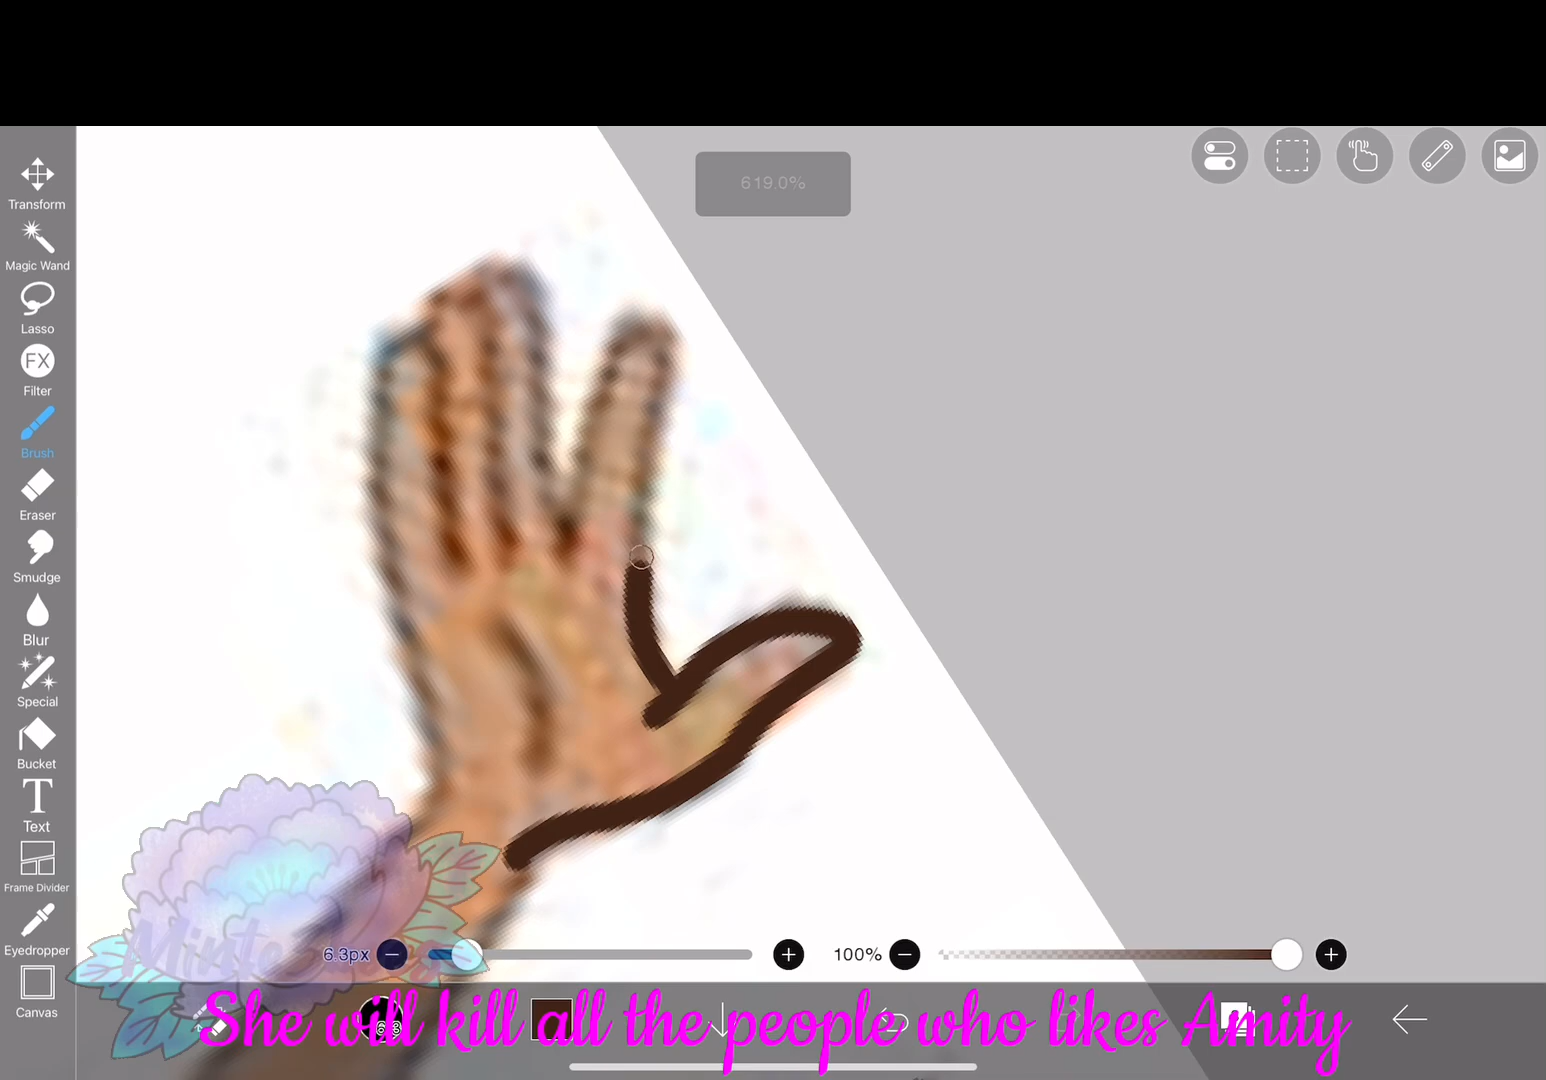 619.0%
Transform
Magic Wand
Lasso
FX
Filter
Brush
Eraser
Smudge
Blur
Special
Bucket
T
Text
Frame Divider
Eyedropper
Canvas
6.3px
100%
She will kill all the people who likes Amity